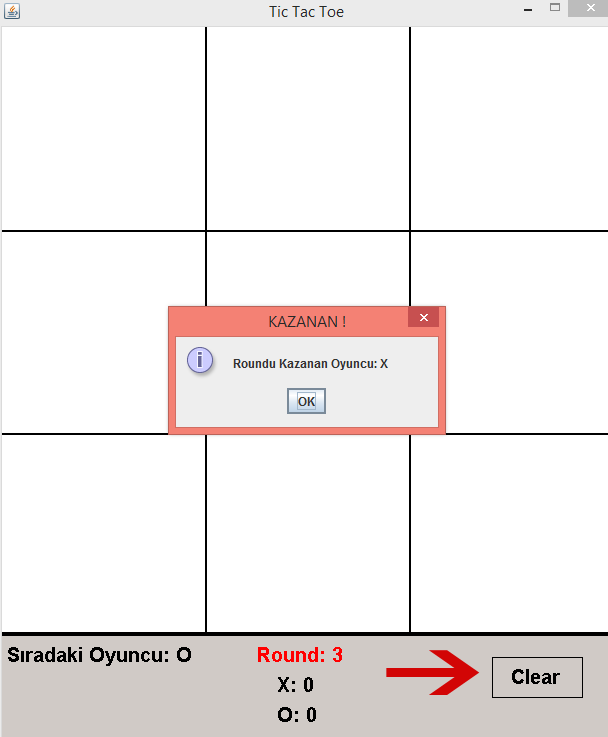 Tic Tac Toe
KAZANAN !
Roundu Kazanan Oyuncu: X
OK
Sıradaki Oyuncu: O
Round: 3
X: 0
O: 0
Clear